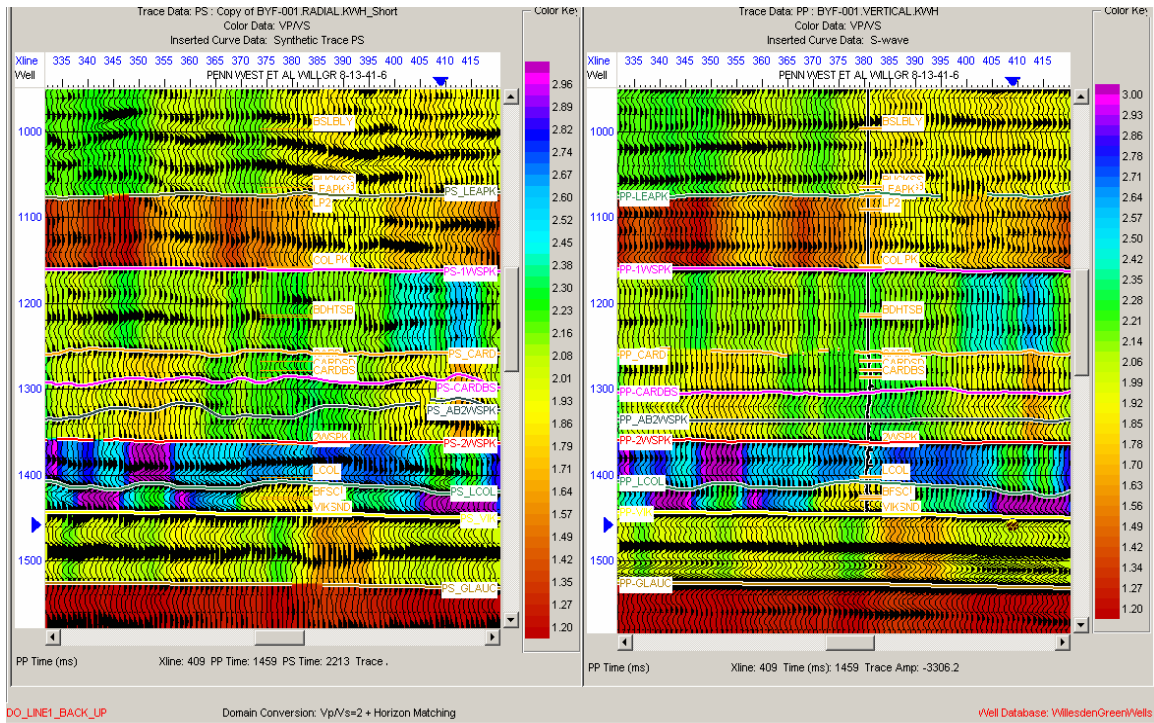 Trace Data: PS : Copy of BYF-001.RADIAL.KWH_Short
Color Data: VP/VS
Inserted Curve Data: Synthetic Trace PS
Color Key
Xline 335 340 345 350 355 360 365 370 375 380 385 390 395 400 405 410 415
Well PENN WEST ET AL WILLGR 8-13-41-6
1000
1100
1200
1300
1400
1500
BSLBLY
LEAPK
PS_LEAPK
LP2
COL PK
PS-1WSPK
BDHTSB
PS_CARD
CARDBS
PS-CARDBS
PS_AB2WSPK
2WSPK
PS-2WSPK
LCOL
PS_LCOL
BFSC
VIKSND
PS_VIK
PS_GLAUC
2.96
2.89
2.82
2.74
2.67
2.60
2.52
2.45
2.38
2.30
2.23
2.16
2.08
2.01
1.93
1.86
1.79
1.71
1.64
1.57
1.49
1.42
1.35
1.27
1.20
PP Time (ms) Xline: 409 PP Time: 1459 PS Time: 2213 Trace .
Trace Data: PP : BYF-001.VERTICAL.KWH
Color Data: VP/VS
Inserted Curve Data: S-wave
Color Key
Xline 335 340 345 350 355 360 365 370 375 380 385 390 395 400 405 410 415
Well PENN WEST ET AL WILLGR 8-13-41-6
1000
1100
1200
1300
1400
1500
BSLBLY
PP-LEAPK
LEAPK
LP2
COL PK
PP-1WSPK
BDHTSB
PP_CARD
CARDBS
PP-CARDBS
PP_AB2WSPK
2WSPK
PP-2WSPK
LCOL
PP_LCOL
BFSC
VIKSND
PP-VIK
PP-GLAUC
3.00
2.93
2.86
2.78
2.71
2.64
2.57
2.50
2.42
2.35
2.28
2.21
2.14
2.06
1.99
1.92
1.85
1.78
1.70
1.63
1.56
1.49
1.42
1.34
1.27
1.20
PP Time (ms) Xline: 409 Time (ms): 1459 Trace Amp: -3306.2
DO_LINE1_BACK_UP Domain Conversion: Vp/Vs=2 + Horizon Matching Well Database: WillesdenGreenWells